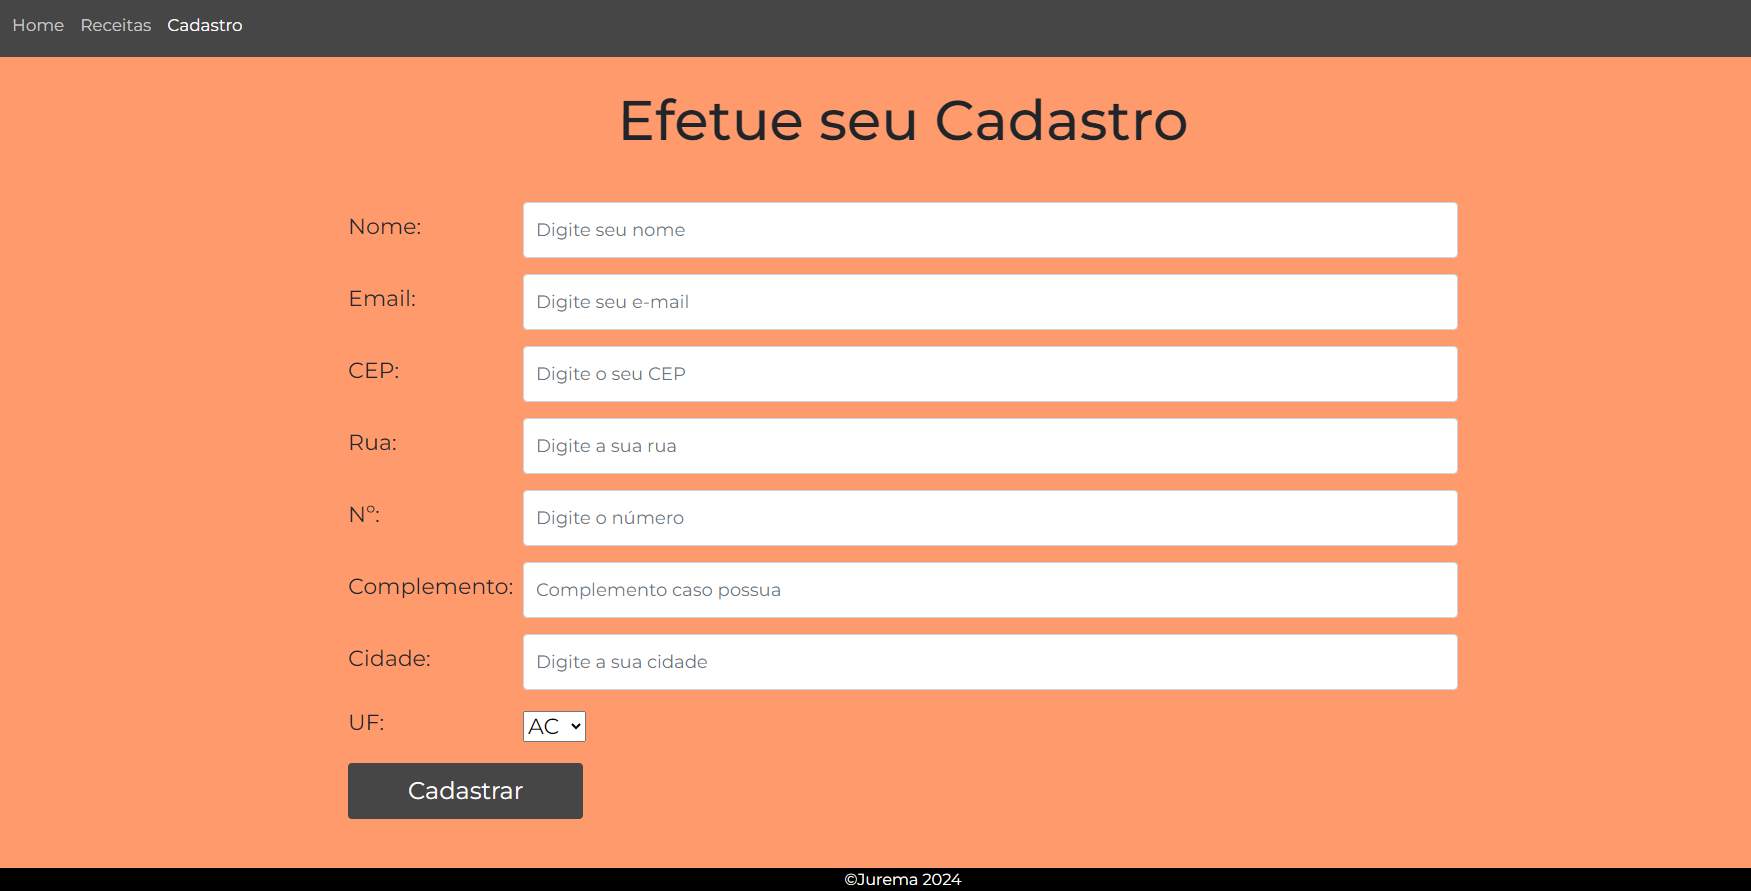 Home Receitas Cadastro
Efetue seu Cadastro
Nome: Digite seu nome
Email: Digite seu e-mail
CEP: Digite o seu CEP
Rua: Digite a sua rua
Nº: Digite o número
Complemento: Complemento caso possua
Cidade: Digite a sua cidade
UF: AC
Cadastrar
©Jurema 2024